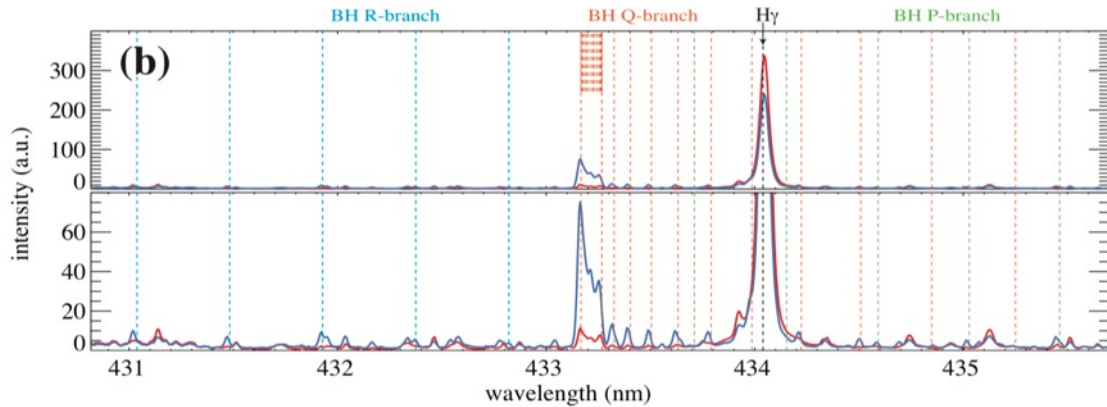 BH R-branch BH Q-branch Hγ BH P-branch
(b)
300
200
100
0
60
40
20
0
intensity (a.u.)
431 432 433 434 435
wavelength (nm)